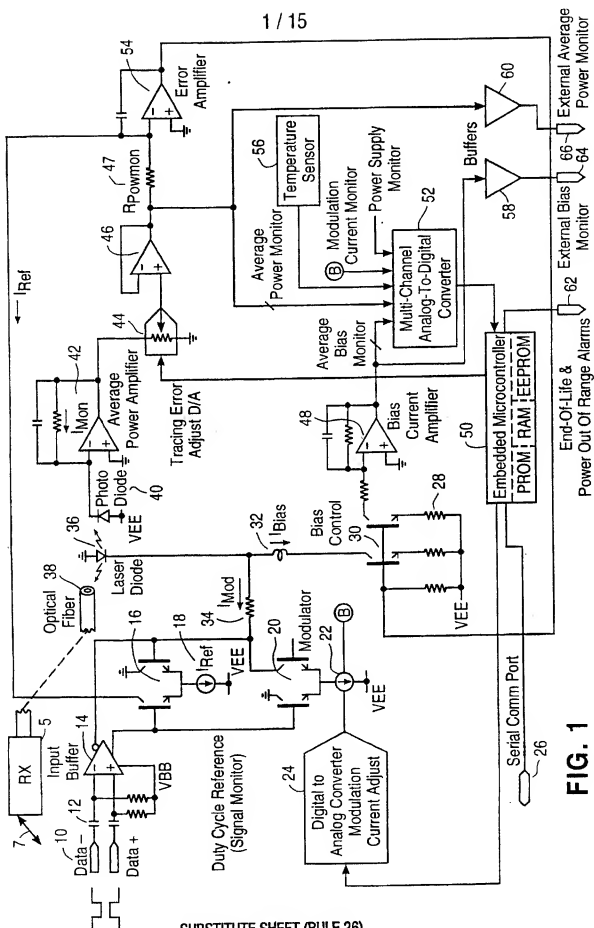 1 / 15
54
Error
Amplifier
47
RPowmon
46
IRef
44
42
IMon
Average
Power Amplifier
Tracing Error
Adjust D/A
Photo
Diode
40
VEE
36
Laser
Diode
38
Optical
Fiber
RX
5
7
Input
Buffer
14
12
10
Data −
Data +
VBB
16
18
IRef
VEE
Duty Cycle Reference
(Signal Monitor)
34
IMod
32
IBias
20
Modulator
22
VEE
B
24
Digital to
Analog Converter
Modulation
Current Adjust
Bias
Control
30
28
VEE
48
Bias
Current Amplifier
Average
Bias
Monitor
Average
Power Monitor
56
Temperature
Sensor
B
Modulation
Current Monitor
Power Supply
Monitor
52
Multi-Channel
Analog-To-Digital
Converter
Buffers
60
58
66
External Average
Power Monitor
64
External Bias
Monitor
62
End-Of-Life &
Power Out Of Range Alarms
Embedded Microcontroller
50
PROM
RAM
EEPROM
Serial Comm Port
26
FIG. 1
SUBSTITUTE SHEET (RULE 26)